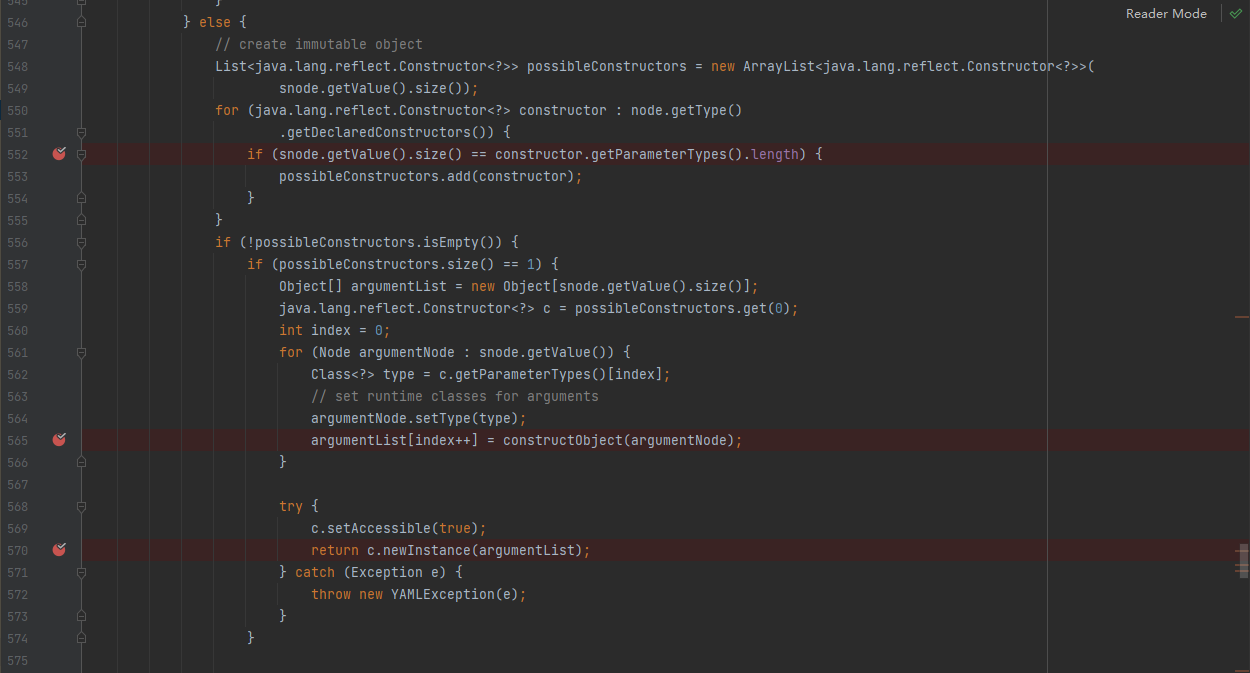 Reader Mode
545 }
546 } else {
547 // create immutable object
548 List<java.lang.reflect.Constructor<?>> possibleConstructors = new ArrayList<java.lang.reflect.Constructor<?>>(
549 snode.getValue().size());
550 for (java.lang.reflect.Constructor<?> constructor : node.getType()
551 .getDeclaredConstructors()) {
552 if (snode.getValue().size() == constructor.getParameterTypes().length) {
553 possibleConstructors.add(constructor);
554 }
555 }
556 if (!possibleConstructors.isEmpty()) {
557 if (possibleConstructors.size() == 1) {
558 Object[] argumentList = new Object[snode.getValue().size()];
559 java.lang.reflect.Constructor<?> c = possibleConstructors.get(0);
560 int index = 0;
561 for (Node argumentNode : snode.getValue()) {
562 Class<?> type = c.getParameterTypes()[index];
563 // set runtime classes for arguments
564 argumentNode.setType(type);
565 argumentList[index++] = constructObject(argumentNode);
566 }
567
568 try {
569 c.setAccessible(true);
570 return c.newInstance(argumentList);
571 } catch (Exception e) {
572 throw new YAMLException(e);
573 }
574 }
575